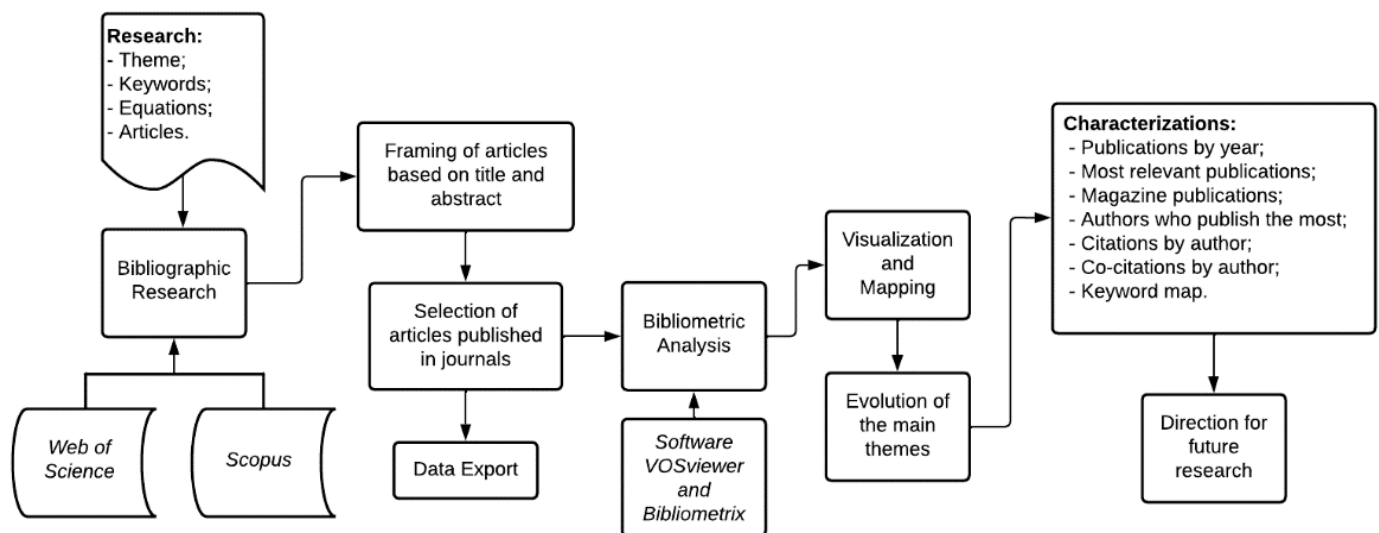 Research:
- Theme;
- Keywords;
- Equations;
- Articles.
Bibliographic
Research
Web of
Science
Scopus
Framing of articles
based on title and
abstract
Selection of
articles published
in journals
Data Export
Bibliometric
Analysis
Software
VOSviewer
and
Bibliometrix
Visualization
and
Mapping
Evolution of
the main
themes
Characterizations:
- Publications by year;
- Most relevant publications;
- Magazine publications;
- Authors who publish the most;
- Citations by author;
- Co-citations by author;
- Keyword map.
Direction for
future
research